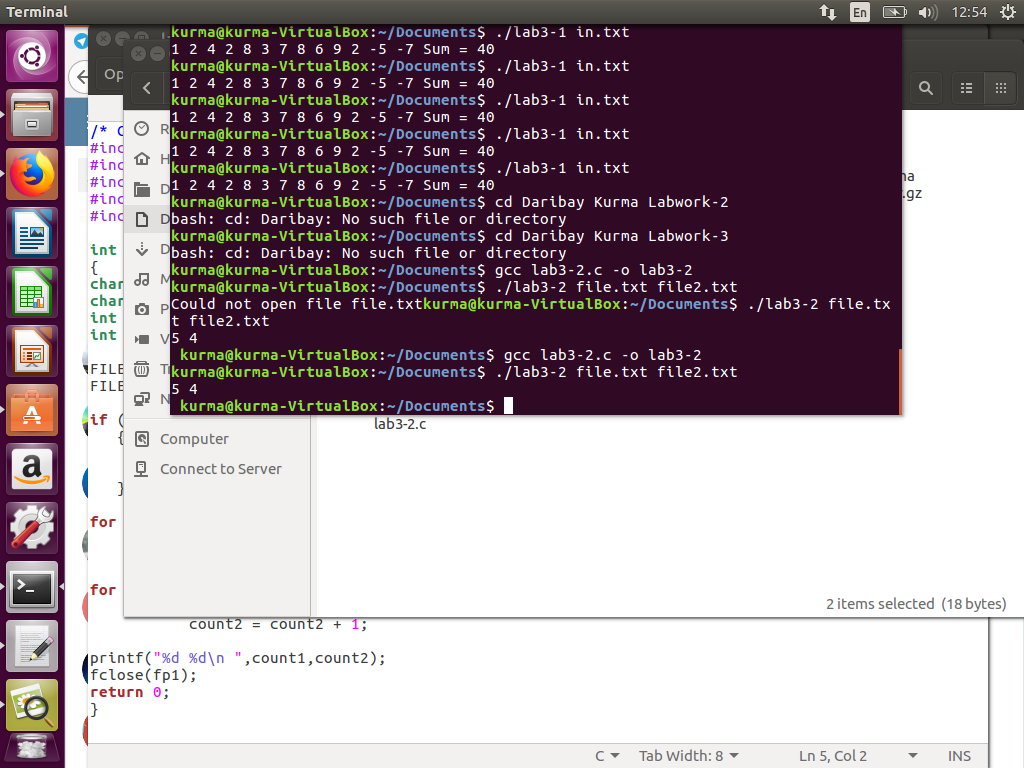 Terminal
En
12:54
kurma@kurma-VirtualBox:~/Documents$ ./lab3-1 in.txt
1 2 4 2 8 3 7 8 6 9 2 -5 -7 Sum = 40
kurma@kurma-VirtualBox:~/Documents$ ./lab3-1 in.txt
1 2 4 2 8 3 7 8 6 9 2 -5 -7 Sum = 40
kurma@kurma-VirtualBox:~/Documents$ ./lab3-1 in.txt
1 2 4 2 8 3 7 8 6 9 2 -5 -7 Sum = 40
kurma@kurma-VirtualBox:~/Documents$ ./lab3-1 in.txt
1 2 4 2 8 3 7 8 6 9 2 -5 -7 Sum = 40
kurma@kurma-VirtualBox:~/Documents$ ./lab3-1 in.txt
1 2 4 2 8 3 7 8 6 9 2 -5 -7 Sum = 40
kurma@kurma-VirtualBox:~/Documents$ cd Daribay Kurma Labwork-2
bash: cd: Daribay: No such file or directory
kurma@kurma-VirtualBox:~/Documents$ cd Daribay Kurma Labwork-3
bash: cd: Daribay: No such file or directory
kurma@kurma-VirtualBox:~/Documents$ gcc lab3-2.c -o lab3-2
kurma@kurma-VirtualBox:~/Documents$ ./lab3-2 file.txt file2.txt
Could not open file file.txtkurma@kurma-VirtualBox:~/Documents$ ./lab3-2 file.tx
t file2.txt
5 4
kurma@kurma-VirtualBox:~/Documents$ gcc lab3-2.c -o lab3-2
kurma@kurma-VirtualBox:~/Documents$ ./lab3-2 file.txt file2.txt
5 4
kurma@kurma-VirtualBox:~/Documents$
Op
/* C
#inc
#inc
#inc
#inc
#inc
int
{
char
char
int
int
FILE
FILE
if (
{
}
for
for
count2 = count2 + 1;
printf("%d %d\n ",count1,count2);
fclose(fp1);
return 0;
}
R
H
D
D
D
M
P
V
T
N
Computer
Connect to Server
na
.gz
lab3-2.c
2 items selected (18 bytes)
C
Tab Width: 8
Ln 5, Col 2
INS